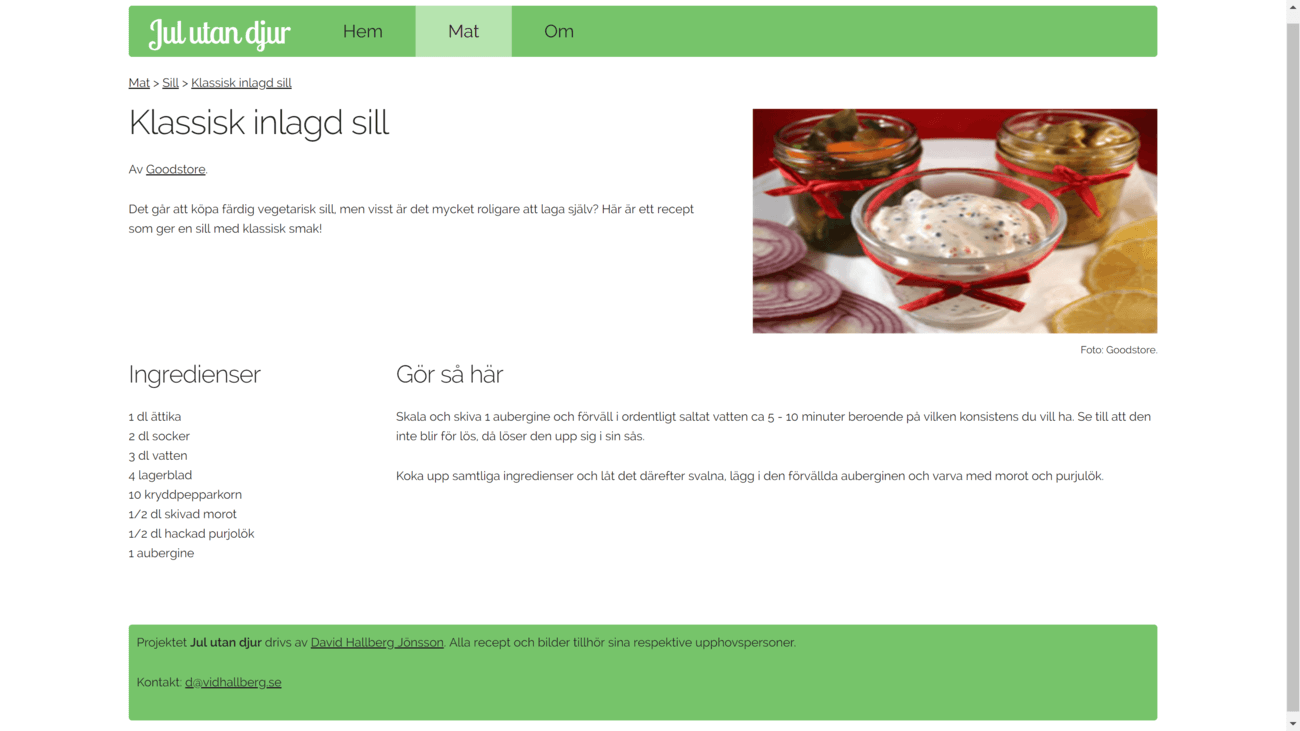 Jul utan djur Hem Mat Om
Mat > Sill > Klassisk inlagd sill
Klassisk inlagd sill
Av Goodstore.
Det går att köpa färdig vegetarisk sill, men visst är det mycket roligare att laga själv? Här är ett recept
som ger en sill med klassisk smak!
Foto: Goodstore.
Ingredienser
1 dl ättika
2 dl socker
3 dl vatten
4 lagerblad
10 kryddpepparkorn
1/2 dl skivad morot
1/2 dl hackad purjolök
1 aubergine
Gör så här
Skala och skiva 1 aubergine och förväll i ordentligt saltat vatten ca 5 - 10 minuter beroende på vilken konsistens du vill ha. Se till att den
inte blir för lös, då löser den upp sig i sin sås.
Koka upp samtliga ingredienser och låt det därefter svalna, lägg i den förvällda auberginen och varva med morot och purjulök.
Projektet Jul utan djur drivs av David Hallberg Jönsson. Alla recept och bilder tillhör sina respektive upphovspersoner.
Kontakt: d@vidhallberg.se